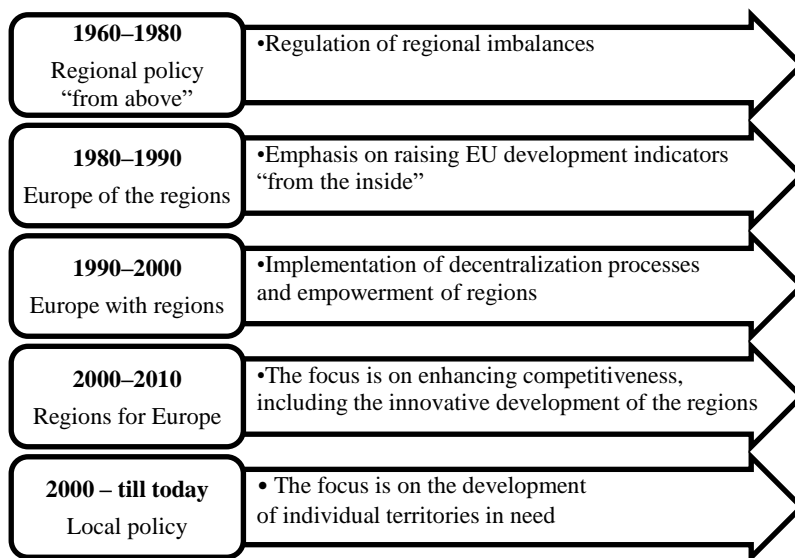 1960–1980
Regional policy
“from above”
•Regulation of regional imbalances
1980–1990
Europe of the regions
•Emphasis on raising EU development indicators
“from the inside”
1990–2000
Europe with regions
•Implementation of decentralization processes
and empowerment of regions
2000–2010
Regions for Europe
•The focus is on enhancing competitiveness,
including the innovative development of the regions
2000 – till today
Local policy
• The focus is on the development
of individual territories in need